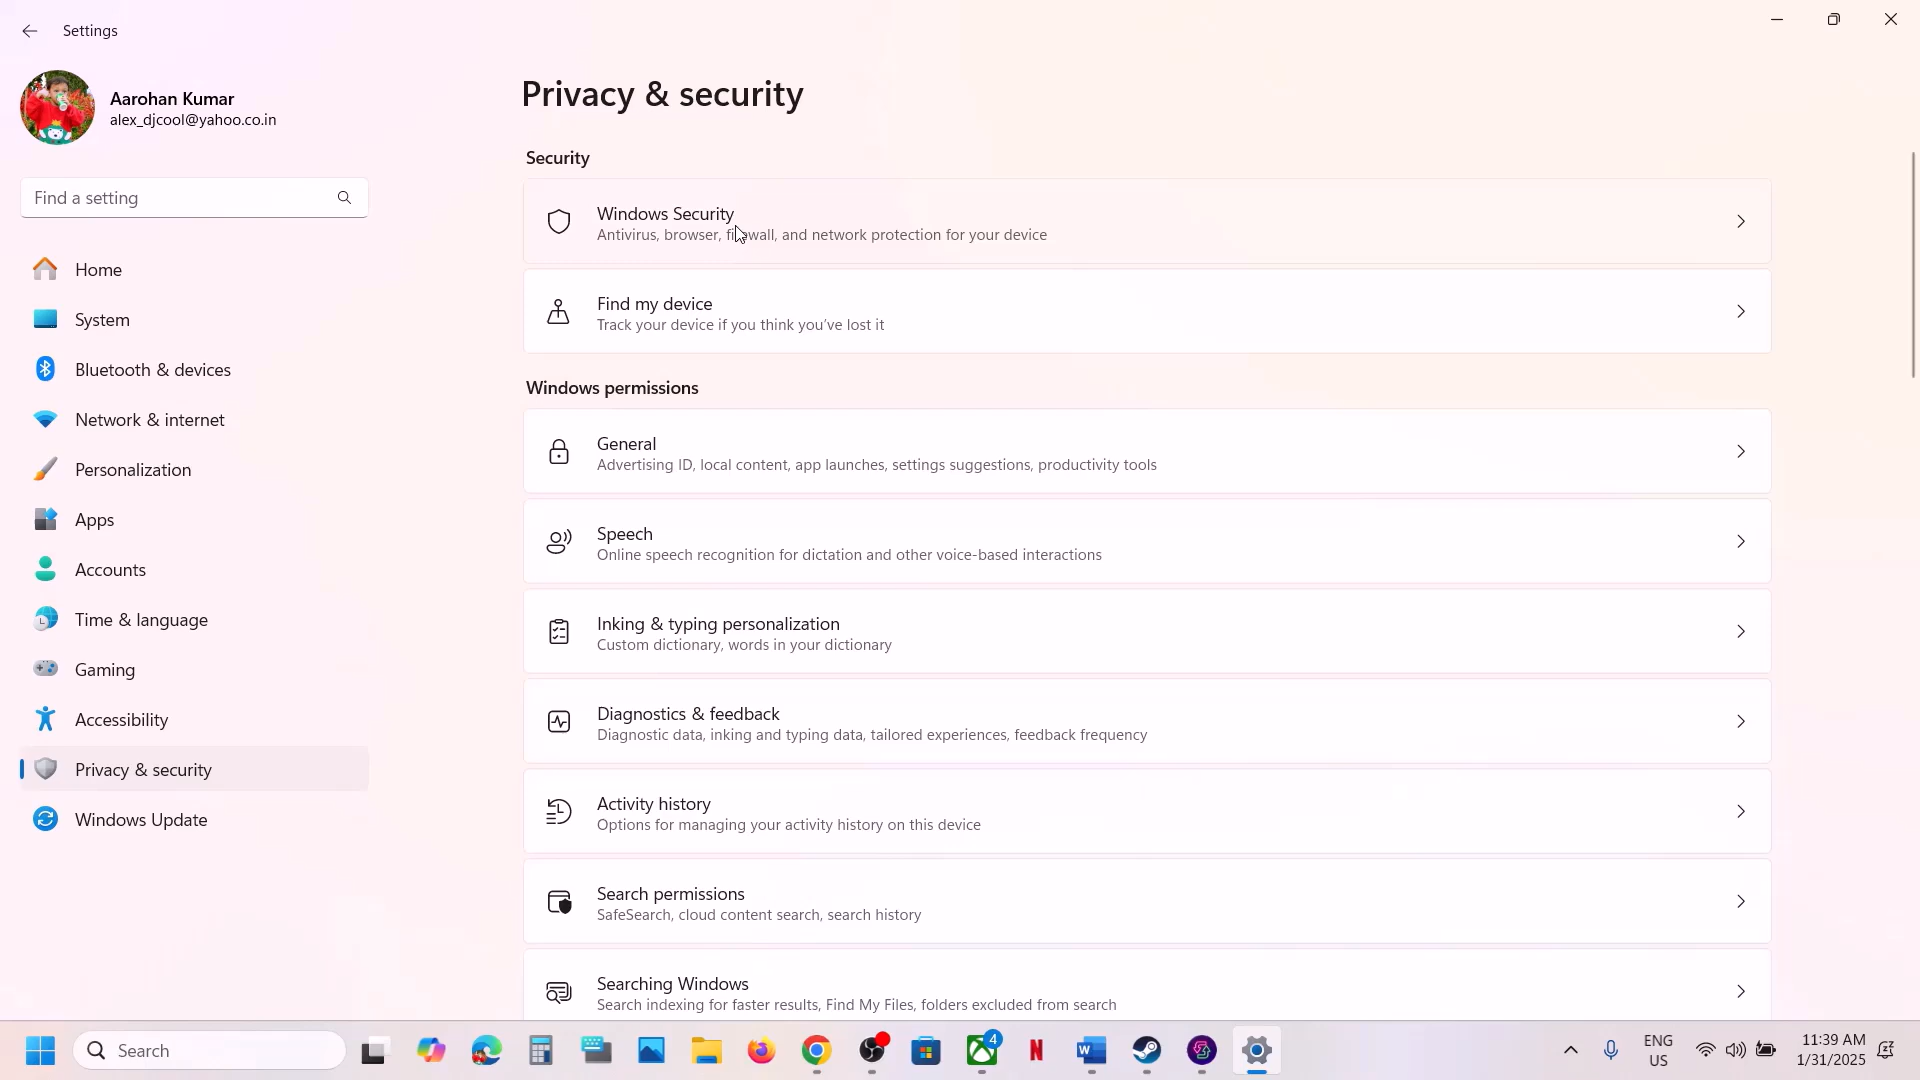 Settings
Aarohan Kumar
alex_djcool@yahoo.co.in
Find a setting
Home
System
Bluetooth & devices
Network & internet
Personalization
Apps
Accounts
Time & language
Gaming
Accessibility
Privacy & security
Windows Update
Privacy & security
Security
Windows Security
Antivirus, browser, firewall, and network protection for your device
Find my device
Track your device if you think you've lost it
Windows permissions
General
Advertising ID, local content, app launches, settings suggestions, productivity tools
Speech
Online speech recognition for dictation and other voice-based interactions
Inking & typing personalization
Custom dictionary, words in your dictionary
Diagnostics & feedback
Diagnostic data, inking and typing data, tailored experiences, feedback frequency
Activity history
Options for managing your activity history on this device
Search permissions
SafeSearch, cloud content search, search history
Searching Windows
Search indexing for faster results, Find My Files, folders excluded from search
Search
4
N
W
ENG
US
11:39 AM
1/31/2025